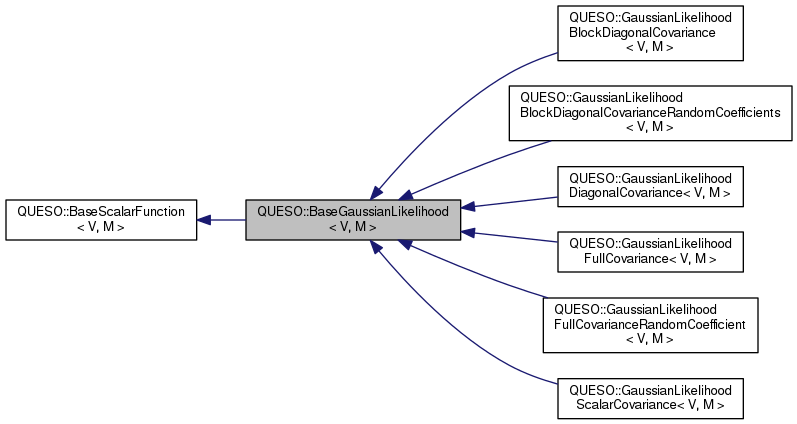 QUESO::BaseScalarFunction
< V, M >
QUESO::BaseGaussianLikelihood
< V, M >
QUESO::GaussianLikelihood
BlockDiagonalCovariance
< V, M >
QUESO::GaussianLikelihood
BlockDiagonalCovarianceRandomCoefficients
< V, M >
QUESO::GaussianLikelihood
DiagonalCovariance< V, M >
QUESO::GaussianLikelihood
FullCovariance< V, M >
QUESO::GaussianLikelihood
FullCovarianceRandomCoefficient
< V, M >
QUESO::GaussianLikelihood
ScalarCovariance< V, M >